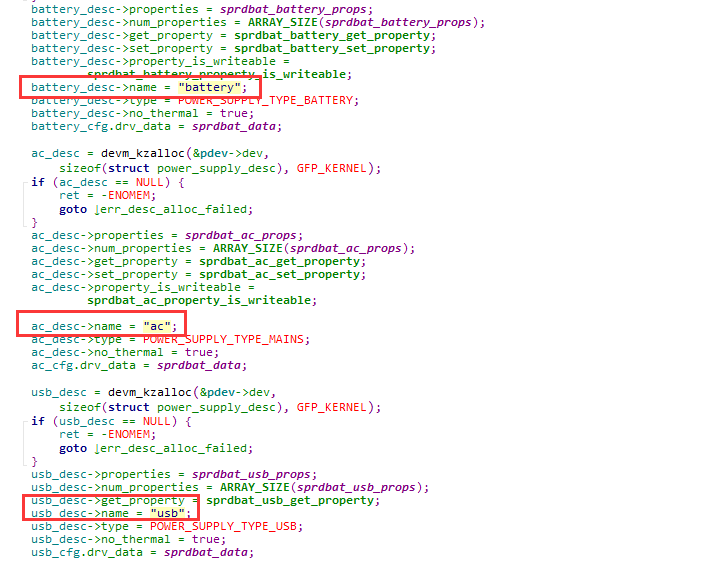 battery_desc->properties = sprdbat_battery_props;
battery_desc->num_properties = ARRAY_SIZE(sprdbat_battery_props);
battery_desc->get_property = sprdbat_battery_get_property;
battery_desc->set_property = sprdbat_battery_set_property;
battery_desc->property_is_writeable =
sprdbat_battery_property_is_writeable;
battery_desc->name = "battery";
battery_desc->type = POWER_SUPPLY_TYPE_BATTERY;
battery_desc->no_thermal = true;
battery_cfg.drv_data = sprdbat_data;
ac_desc = devm_kzalloc(&pdev->dev,
sizeof(struct power_supply_desc), GFP_KERNEL);
if (ac_desc == NULL) {
ret = -ENOMEM;
goto ↓err_desc_alloc_failed;
}
ac_desc->properties = sprdbat_ac_props;
ac_desc->num_properties = ARRAY_SIZE(sprdbat_ac_props);
ac_desc->get_property = sprdbat_ac_get_property;
ac_desc->set_property = sprdbat_ac_set_property;
ac_desc->property_is_writeable =
sprdbat_ac_property_is_writeable;
ac_desc->name = "ac";
ac_desc->type = POWER_SUPPLY_TYPE_MAINS;
ac_desc->no_thermal = true;
ac_cfg.drv_data = sprdbat_data;
usb_desc = devm_kzalloc(&pdev->dev,
sizeof(struct power_supply_desc), GFP_KERNEL);
if (usb_desc == NULL) {
ret = -ENOMEM;
goto ↓err_desc_alloc_failed;
}
usb_desc->properties = sprdbat_usb_props;
usb_desc->num_properties = ARRAY_SIZE(sprdbat_usb_props);
usb_desc->get_property = sprdbat_usb_get_property;
usb_desc->name = "usb";
usb_desc->type = POWER_SUPPLY_TYPE_USB;
usb_desc->no_thermal = true;
usb_cfg.drv_data = sprdbat_data;